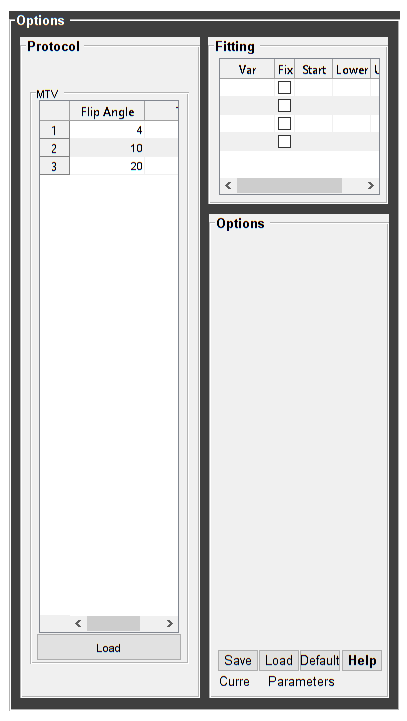 Options
Protocol
MTV
Flip Angle
1 4
2 10
3 20
Load
Fitting
Var Fix Start Lower
Options
Save Load Default Help
Curre Parameters